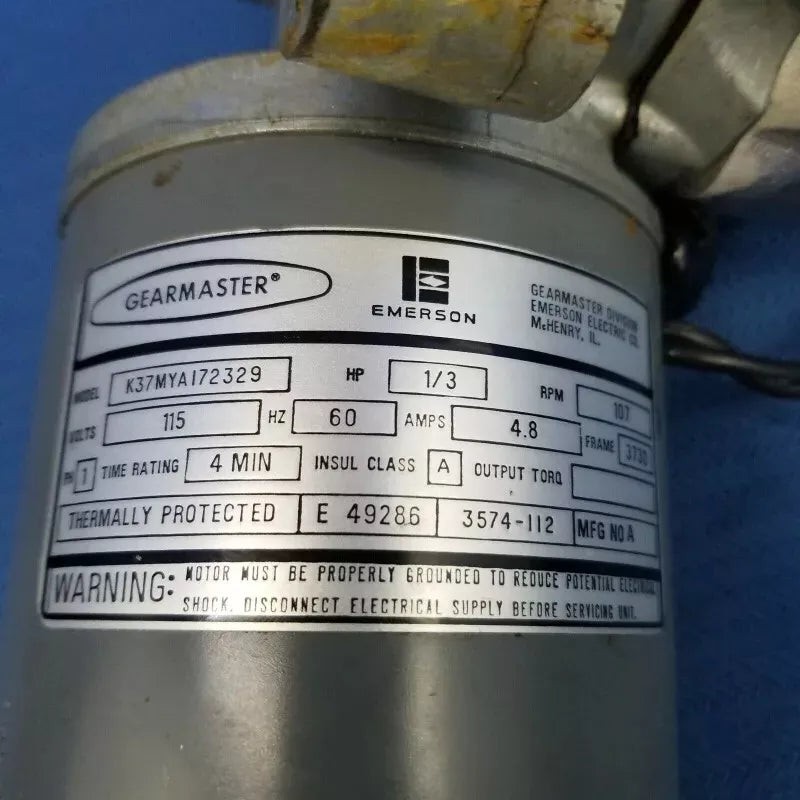 GEARMASTER®
EMERSON
GEARMASTER DIVISION
EMERSON ELECTRIC CO.
McHENRY, IL.
MODEL K37MYA172329 HP 1/3 RPM 107
VOLTS 115 HZ 60 AMPS 4.8 FRAME 3730
PH 1 TIME RATING 4 MIN INSUL CLASS A OUTPUT TORQ
THERMALLY PROTECTED E 49286 3574-112 MFG NO A
WARNING: MOTOR MUST BE PROPERLY GROUNDED TO REDUCE POTENTIAL ELECTRICAL
SHOCK. DISCONNECT ELECTRICAL SUPPLY BEFORE SERVICING UNIT.